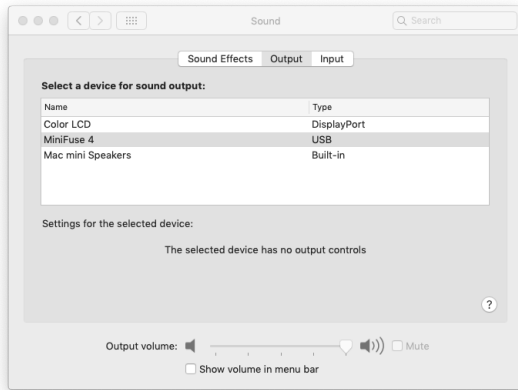 Sound
Search
Sound Effects Output Input
Select a device for sound output:
Name Type
Color LCD DisplayPort
MiniFuse 4 USB
Mac mini Speakers Built-in
Settings for the selected device:
The selected device has no output controls
?
Output volume: Mute
Show volume in menu bar